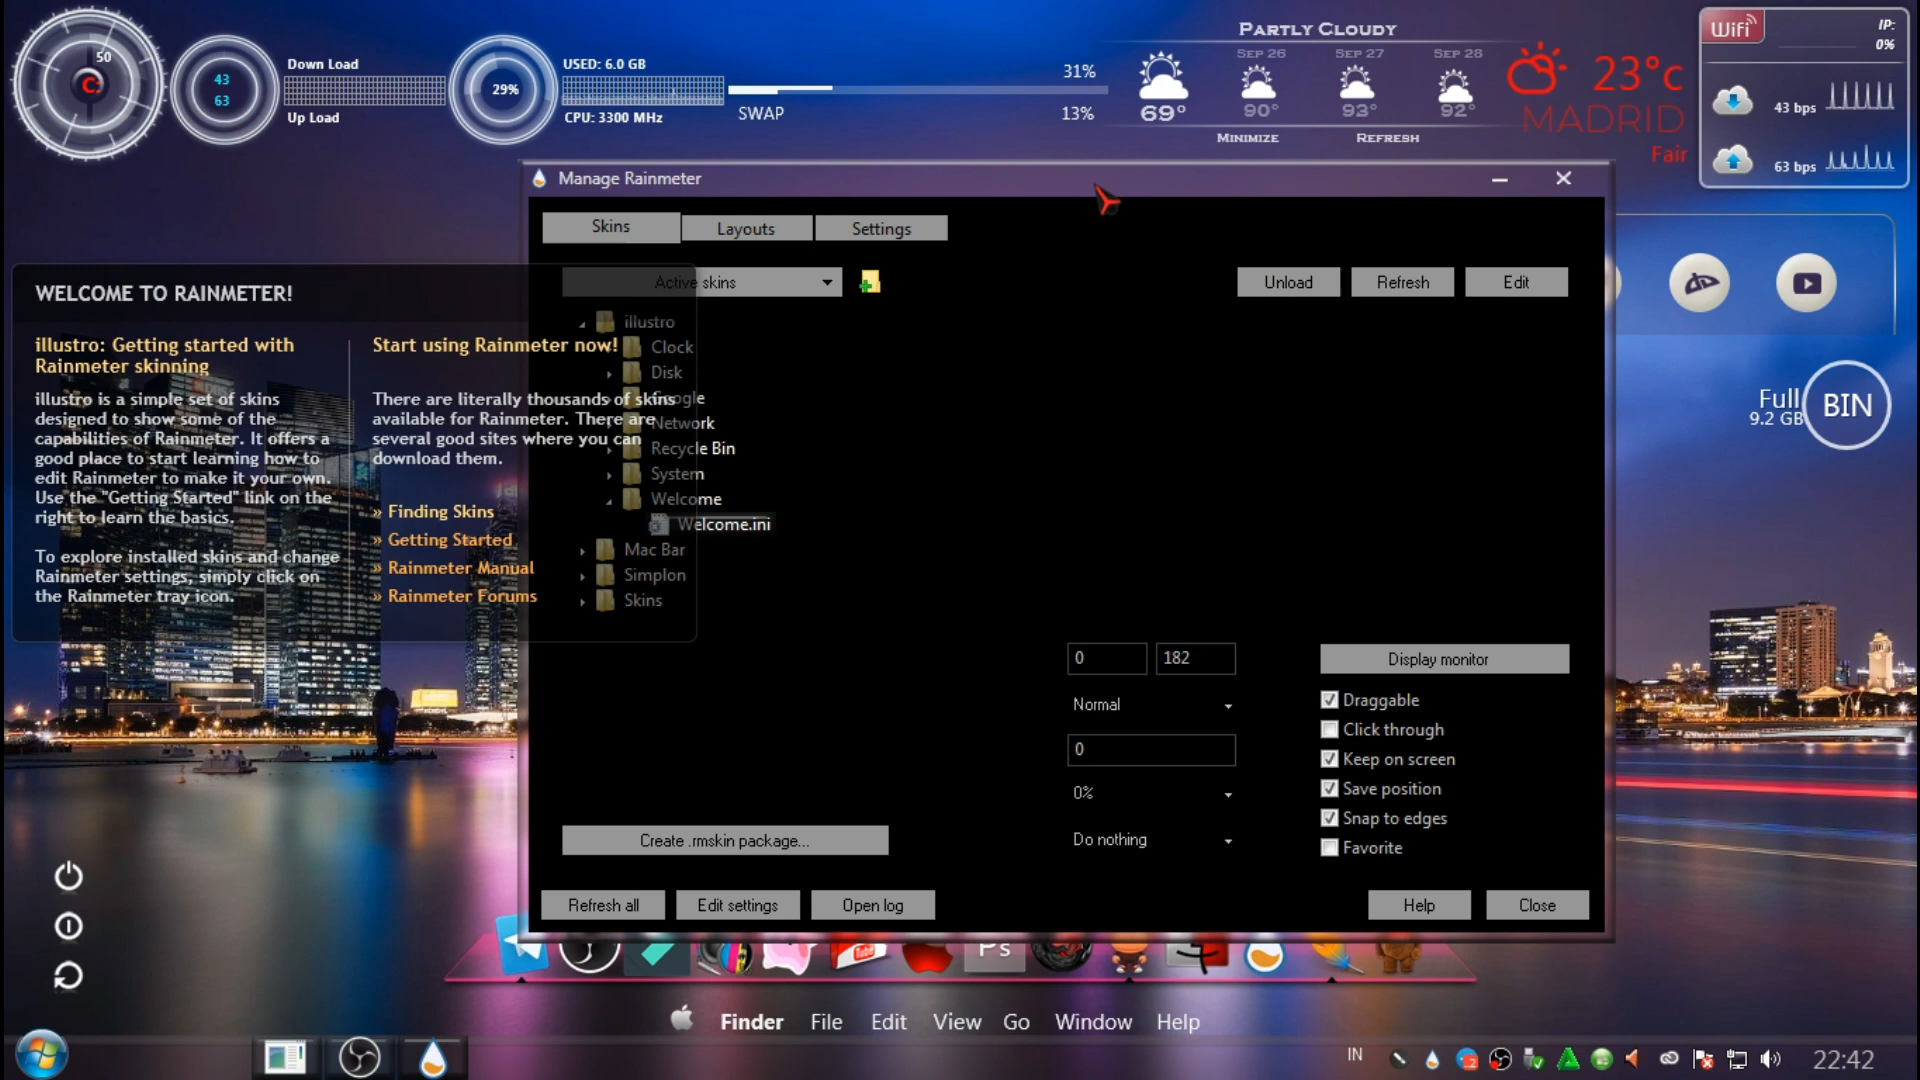 50
C:
43
63
Down Load
Up Load
29%
USED: 6.0 GB
CPU: 3300 MHz
31%
SWAP
13%
PARTLY CLOUDY
SEP 26
SEP 27
SEP 28
69°
90°
93°
92°
MINIMIZE
REFRESH
23°c
MADRID
Fair
WiFi
IP:
0%
43 bps
63 bps
Manage Rainmeter
Skins
Layouts
Settings
Active skins
Unload
Refresh
Edit
illustro
Clock
Disk
Google
Network
Recycle Bin
System
Welcome
Welcome.ini
Mac Bar
Simplon
Skins
WELCOME TO RAINMETER!
illustro: Getting started with
Rainmeter skinning
illustro is a simple set of skins
designed to show some of the
capabilities of Rainmeter. It offers a
good place to start learning how to
edit Rainmeter to make it your own.
Use the "Getting Started" link on the
right to learn the basics.
To explore installed skins and change
Rainmeter settings, simply click on
the Rainmeter tray icon.
Start using Rainmeter now!
There are literally thousands of skins
available for Rainmeter. There are
several good sites where you can
download them.
» Finding Skins
» Getting Started
» Rainmeter Manual
» Rainmeter Forums
Full
9.2 GB
BIN
0
182
Display monitor
Normal
0
0%
Do nothing
Draggable
Click through
Keep on screen
Save position
Snap to edges
Favorite
Create .rmskin package...
Refresh all
Edit settings
Open log
Help
Close
Tube
Ps
Finder
File
Edit
View
Go
Window
Help
IN
2
22:42